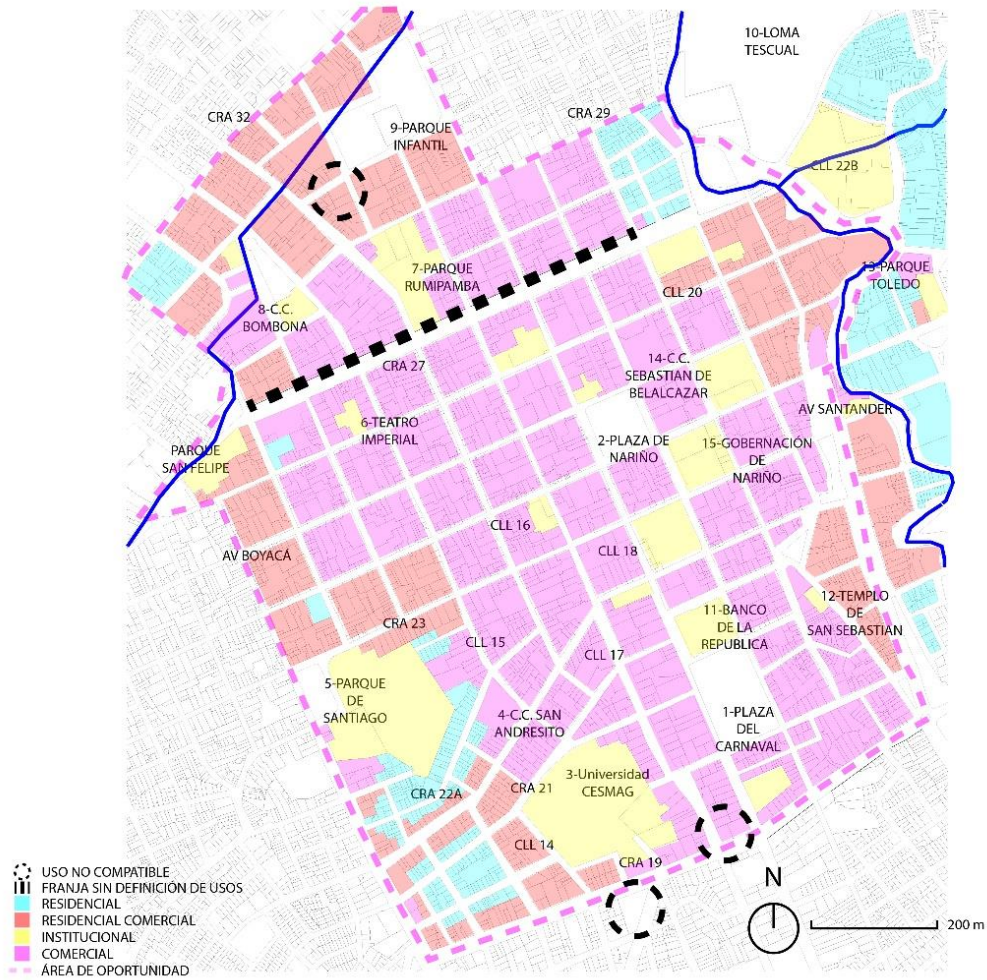 10-LOMA
TESCUAL
CRA 32
CRA 29
9-PARQUE
INFANTIL
CLL 22B
7-PARQUE
RUMIPAMBA
13-PARQUE
TOLEDO
CLL 20
8-C.C.
BOMBONA
CRA 27
14-C.C.
SEBASTIAN DE
BELALCAZAR
AV SANTANDER
6-TEATRO
IMPERIAL
2-PLAZA DE
NARIÑO
15-GOBERNACIÓN
DE
NARIÑO
PARQUE
SAN FELIPE
CLL 16
CLL 18
AV BOYACÁ
12-TEMPLO
DE
SAN SEBASTIAN
11-BANCO
DE LA
REPUBLICA
CRA 23
CLL 15
CLL 17
5-PARQUE
DE
SANTIAGO
4-C.C. SAN
ANDRESITO
1-PLAZA
DEL
CARNAVAL
3-Universidad
CESMAG
CRA 22A
CRA 21
CLL 14
CRA 19
USO NO COMPATIBLE
FRANJA SIN DEFINICIÓN DE USOS
RESIDENCIAL
RESIDENCIAL COMERCIAL
INSTITUCIONAL
COMERCIAL
ÁREA DE OPORTUNIDAD
N
200 m